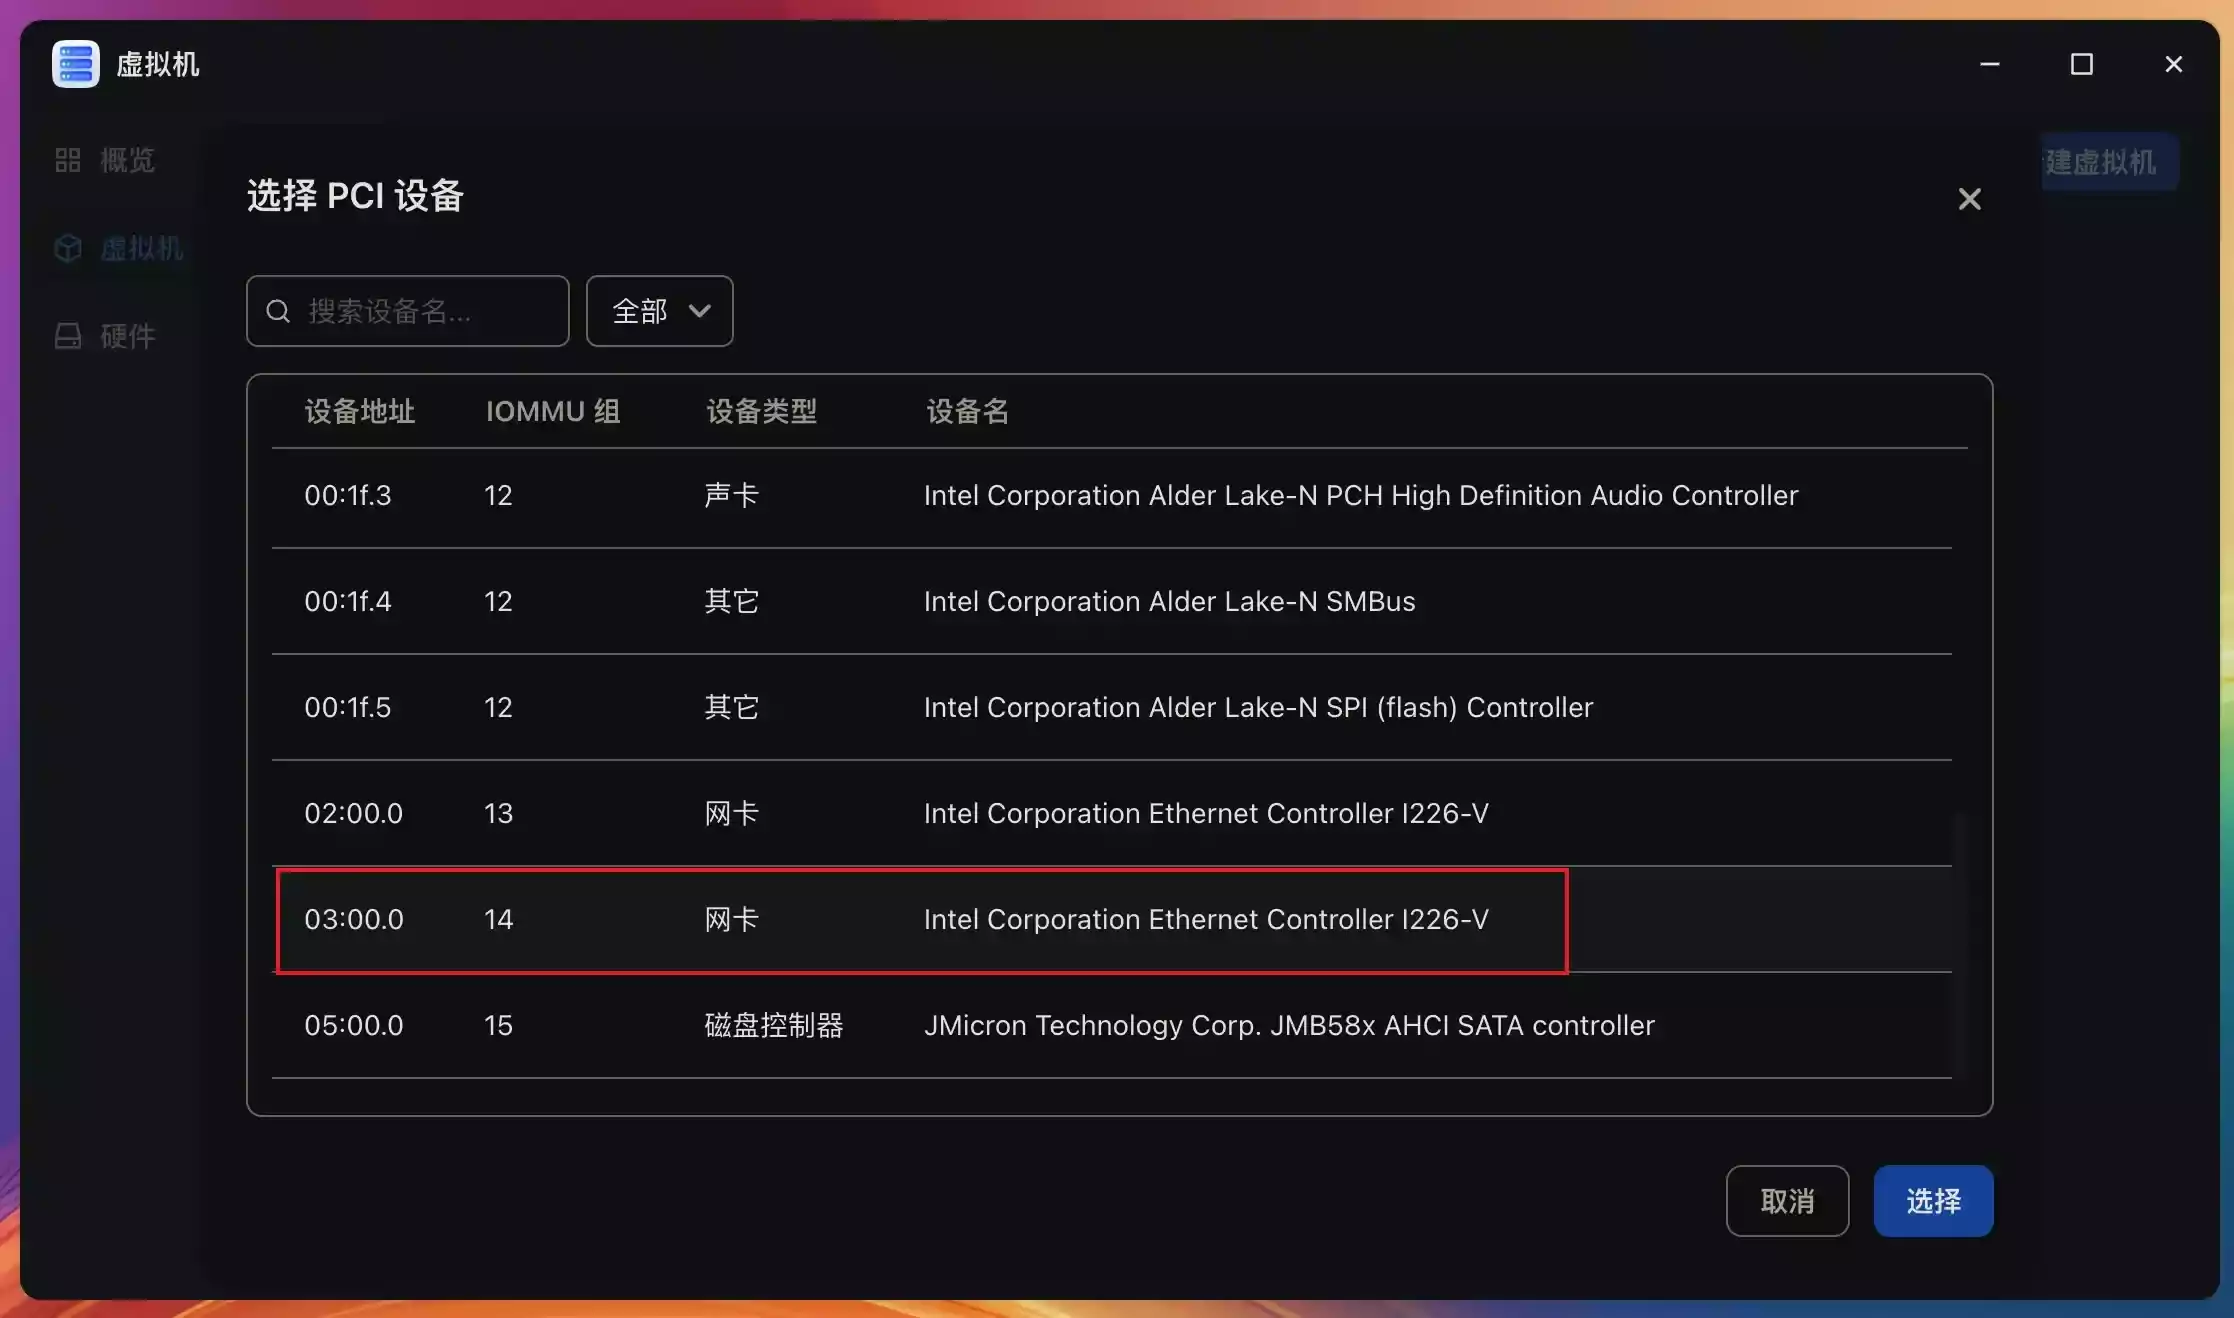 虚拟机
概览
虚拟机
硬件
建虚拟机
选择 PCI 设备
搜索设备名...
全部
设备地址 IOMMU 组 设备类型 设备名
00:1f.3 12 声卡 Intel Corporation Alder Lake-N PCH High Definition Audio Controller
00:1f.4 12 其它 Intel Corporation Alder Lake-N SMBus
00:1f.5 12 其它 Intel Corporation Alder Lake-N SPI (flash) Controller
02:00.0 13 网卡 Intel Corporation Ethernet Controller I226-V
03:00.0 14 网卡 Intel Corporation Ethernet Controller I226-V
05:00.0 15 磁盘控制器 JMicron Technology Corp. JMB58x AHCI SATA controller
取消 选择